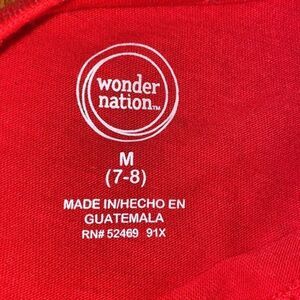 wonder
nation™
M
(7-8)
MADE IN/HECHO EN
GUATEMALA
RN# 52469 91X